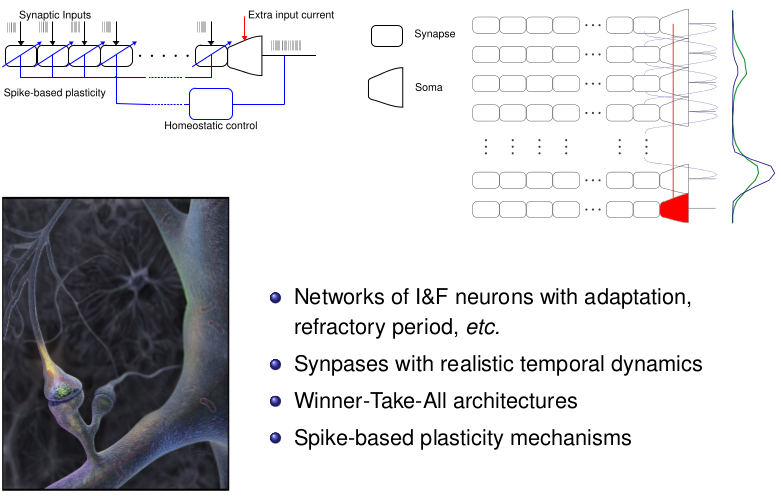 Synaptic Inputs
Extra input current
Spike-based plasticity
Homeostatic control
Synapse
Soma
Networks of I&F neurons with adaptation,
refractory period, etc.
Synpases with realistic temporal dynamics
Winner-Take-All architectures
Spike-based plasticity mechanisms